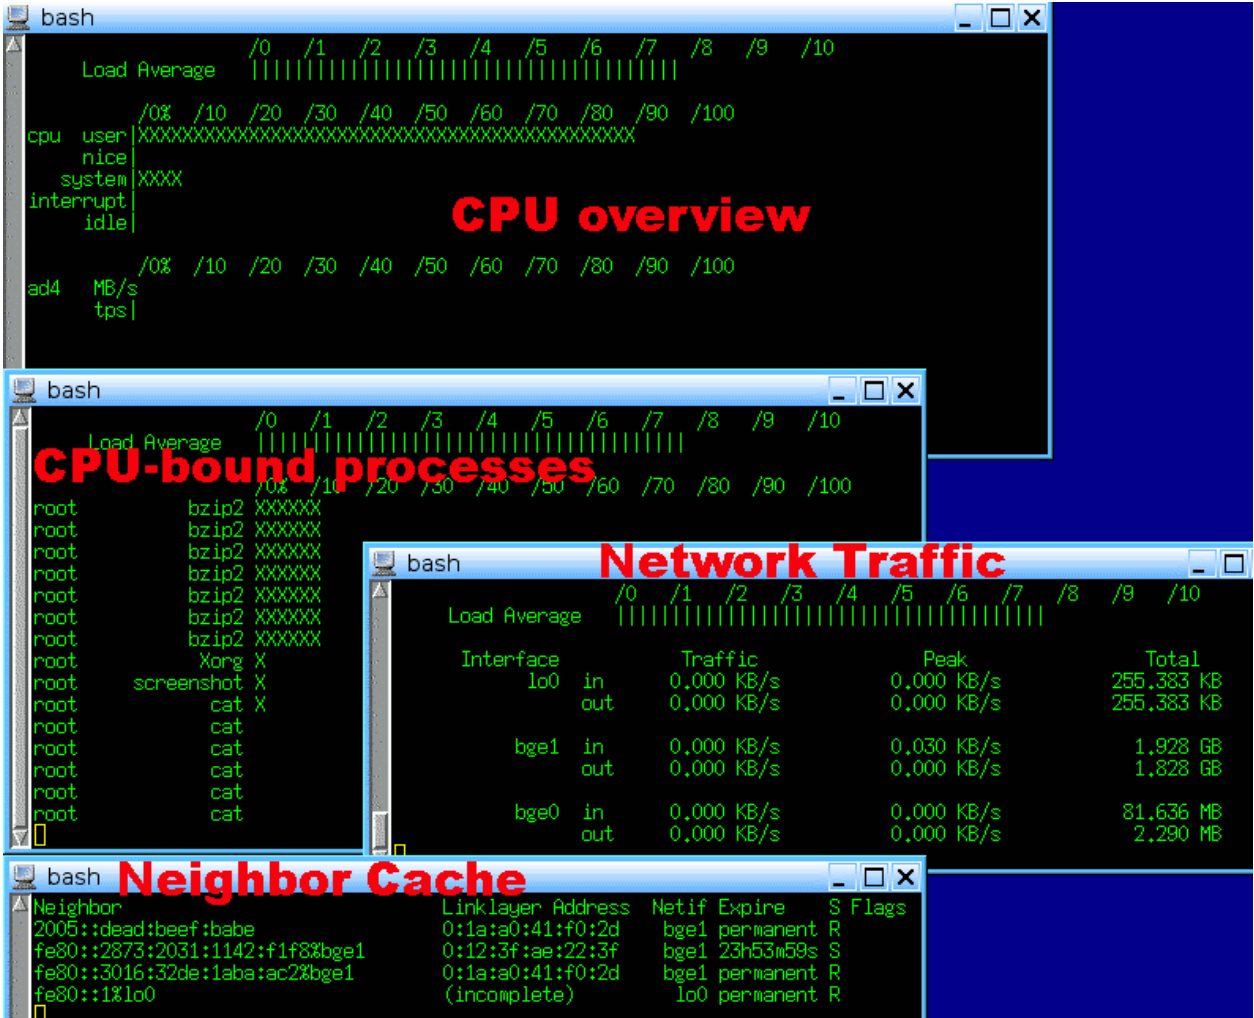 bash
/0 /1 /2 /3 /4 /5 /6 /7 /8 /9 /10
Load Average ||||||||||||||||||||||||||||||||||||||
/0% /10 /20 /30 /40 /50 /60 /70 /80 /90 /100
cpu user|XXXXXXXXXXXXXXXXXXXXXXXXXXXXXXXXXXXXXXXXXXXXX
nice|
system|XXXX
interrupt|
idle|
CPU overview
/0% /10 /20 /30 /40 /50 /60 /70 /80 /90 /100
ad4 MB/s
tps|
bash
/0 /1 /2 /3 /4 /5 /6 /7 /8 /9 /10
Load Average ||||||||||||||||||||||||||||||||||||||
CPU-bound processes
/0% /10 /20 /30 /40 /50 /60 /70 /80 /90 /100
root bzip2 XXXXXX
root bzip2 XXXXXX
root bzip2 XXXXXX
root bzip2 XXXXXX
root bzip2 XXXXXX
root bzip2 XXXXXX
root bzip2 XXXXXX
root Xorg X
root screenshot X
root cat X
root cat
root cat
root cat
root cat
root cat
bash
Network Traffic
/0 /1 /2 /3 /4 /5 /6 /7 /8 /9 /10
Load Average ||||||||||||||||||||||||||||||||||||||
Interface Traffic Peak Total
lo0 in 0.000 KB/s 0.000 KB/s 255.383 KB
out 0.000 KB/s 0.000 KB/s 255.383 KB
bge1 in 0.000 KB/s 0.030 KB/s 1.928 GB
out 0.000 KB/s 0.000 KB/s 1.828 GB
bge0 in 0.000 KB/s 0.000 KB/s 81.636 MB
out 0.000 KB/s 0.000 KB/s 2.290 MB
bash
Neighbor Cache
Neighbor Linklayer Address Netif Expire S Flags
2005::dead:beef:babe 0:1a:a0:41:f0:2d bge1 permanent R
fe80::2873:2031:1142:f1f8%bge1 0:12:3f:ae:22:3f bge1 23h53m59s S
fe80::3016:32de:1aba:ac2%bge1 0:1a:a0:41:f0:2d bge1 permanent R
fe80::1%lo0 (incomplete) lo0 permanent R